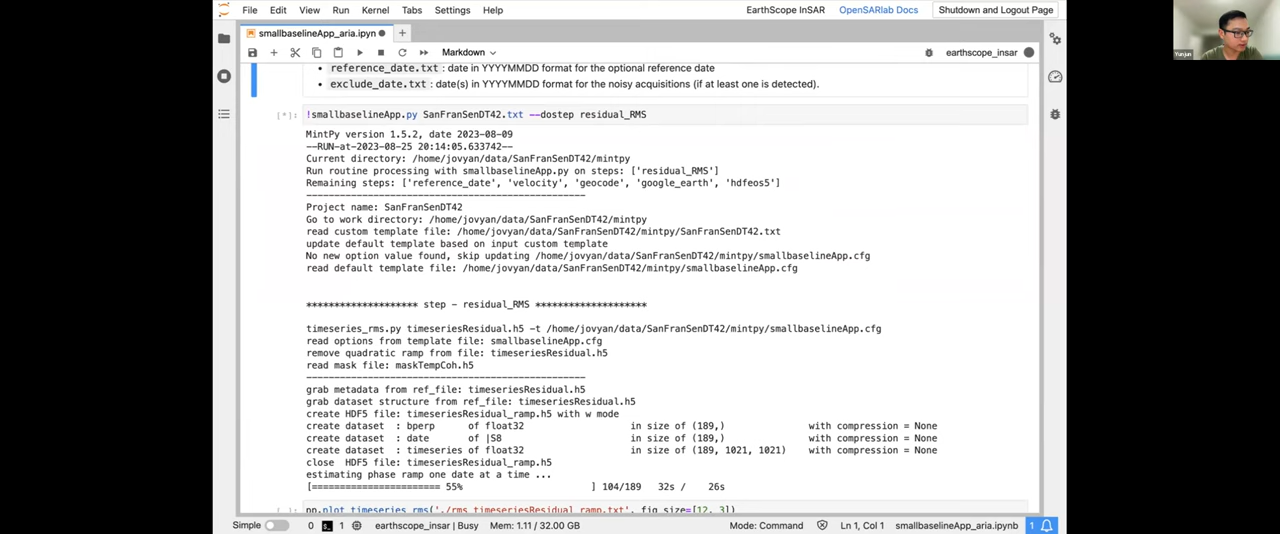 File Edit View Run Kernel Tabs Settings Help EarthScope InSAR OpenSARlab Docs Shutdown and Logout Page
smallbaselineApp_aria.ipyn
Markdown earthscope_insar
• reference_date.txt : date in YYYYMMDD format for the optional reference date
• exclude_date.txt : date(s) in YYYYMMDD format for the noisy acquisitions (if at least one is detected).
[*]: !smallbaselineApp.py SanFranSenDT42.txt --dostep residual_RMS
MintPy version 1.5.2, date 2023-08-09
--RUN-at-2023-08-25 20:14:05.633742--
Current directory: /home/jovyan/data/SanFranSenDT42/mintpy
Run routine processing with smallbaselineApp.py on steps: ['residual_RMS']
Remaining steps: ['reference_date', 'velocity', 'geocode', 'google_earth', 'hdfeos5']
--------------------------------------------------
Project name: SanFranSenDT42
Go to work directory: /home/jovyan/data/SanFranSenDT42/mintpy
read custom template file: /home/jovyan/data/SanFranSenDT42/mintpy/SanFranSenDT42.txt
update default template based on input custom template
No new option value found, skip updating /home/jovyan/data/SanFranSenDT42/mintpy/smallbaselineApp.cfg
read default template file: /home/jovyan/data/SanFranSenDT42/mintpy/smallbaselineApp.cfg
******************** step - residual_RMS ********************
timeseries_rms.py timeseriesResidual.h5 -t /home/jovyan/data/SanFranSenDT42/mintpy/smallbaselineApp.cfg
read options from template file: smallbaselineApp.cfg
remove quadratic ramp from file: timeseriesResidual.h5
read mask file: maskTempCoh.h5
--------------------------------------------------
grab metadata from ref_file: timeseriesResidual.h5
grab dataset structure from ref_file: timeseriesResidual.h5
create HDF5 file: timeseriesResidual_ramp.h5 with w mode
create dataset : bperp of float32 in size of (189,) with compression = None
create dataset : date of |S8 in size of (189,) with compression = None
create dataset : timeseries of float32 in size of (189, 1021, 1021) with compression = None
close HDF5 file: timeseriesResidual_ramp.h5
estimating phase ramp one date at a time ...
[======================= 55% ] 104/189 32s / 26s
[ ]: pp.plot_timeseries_rms('./rms_timeseriesResidual_ramp.txt', fig_size=[12, 3])
Simple 0 1 earthscope_insar | Busy Mem: 1.11 / 32.00 GB Mode: Command Ln 1, Col 1 smallbaselineApp_aria.ipynb 1
Yunjun